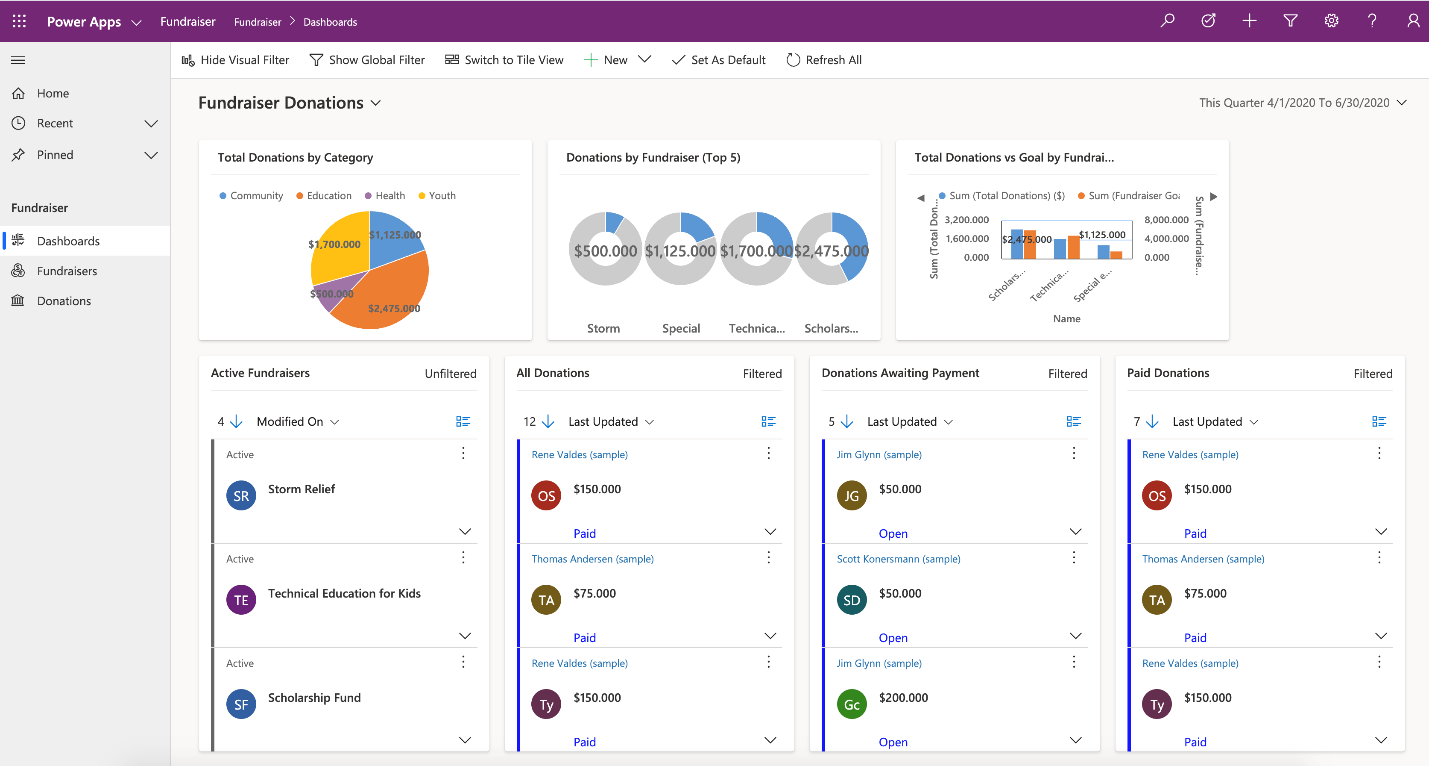 Power Apps Fundraiser Fundraiser Dashboards
Hide Visual Filter Show Global Filter Switch to Tile View New Set As Default Refresh All
Home
Recent
Pinned
Fundraiser
Dashboards
Fundraisers
Donations
Fundraiser Donations
This Quarter 4/1/2020 To 6/30/2020
Total Donations by Category
Community Education Health Youth
$1,125.000
$1,700.000
$500.000
$2,475.000
Donations by Fundraiser (Top 5)
$500.000 $1,125.000 $1,700.000 $2,475.000
Storm Special Technica... Scholars...
Total Donations vs Goal by Fundrai...
Sum (Total Donations) ($) Sum (Fundraiser Goa
Sum (Total Don...
3,200.000
1,600.000
0.000
$2,475.000 $1,125.000
8,000.000
4,000.000
0.000
Sum (Fundraise...
Scholars... Technica... Special e...
Name
Active Fundraisers Unfiltered
4 Modified On
Active
SR Storm Relief
Active
TE Technical Education for Kids
Active
SF Scholarship Fund
All Donations Filtered
12 Last Updated
Rene Valdes (sample)
OS $150.000
Paid
Thomas Andersen (sample)
TA $75.000
Paid
Rene Valdes (sample)
Ty $150.000
Paid
Donations Awaiting Payment Filtered
5 Last Updated
Jim Glynn (sample)
JG $50.000
Open
Scott Konersmann (sample)
SD $50.000
Open
Jim Glynn (sample)
Gc $200.000
Open
Paid Donations Filtered
7 Last Updated
Rene Valdes (sample)
OS $150.000
Paid
Thomas Andersen (sample)
TA $75.000
Paid
Rene Valdes (sample)
Ty $150.000
Paid